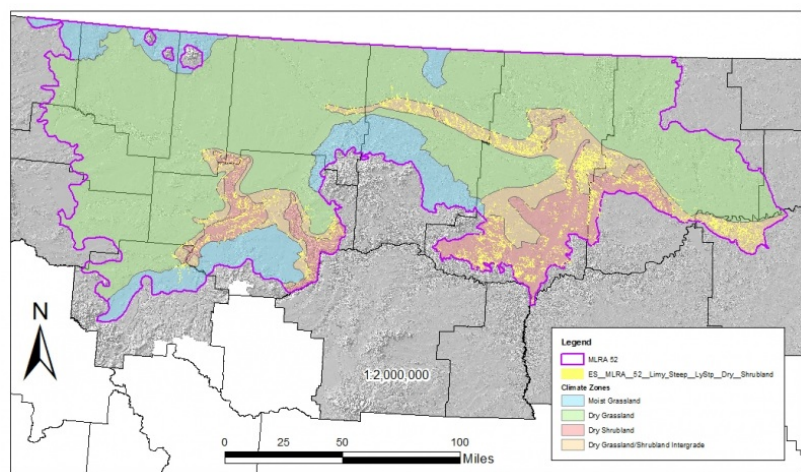 N
1:2,000,000
0 25 50 100
Miles
Legend
MLRA 52
ES__MLRA__52__Limy_Steep__LyStp__Dry__Shrubland
Climate Zones
Moist Grassland
Dry Grassland
Dry Shrubland
Dry Grassland/Shrubland Intergrade